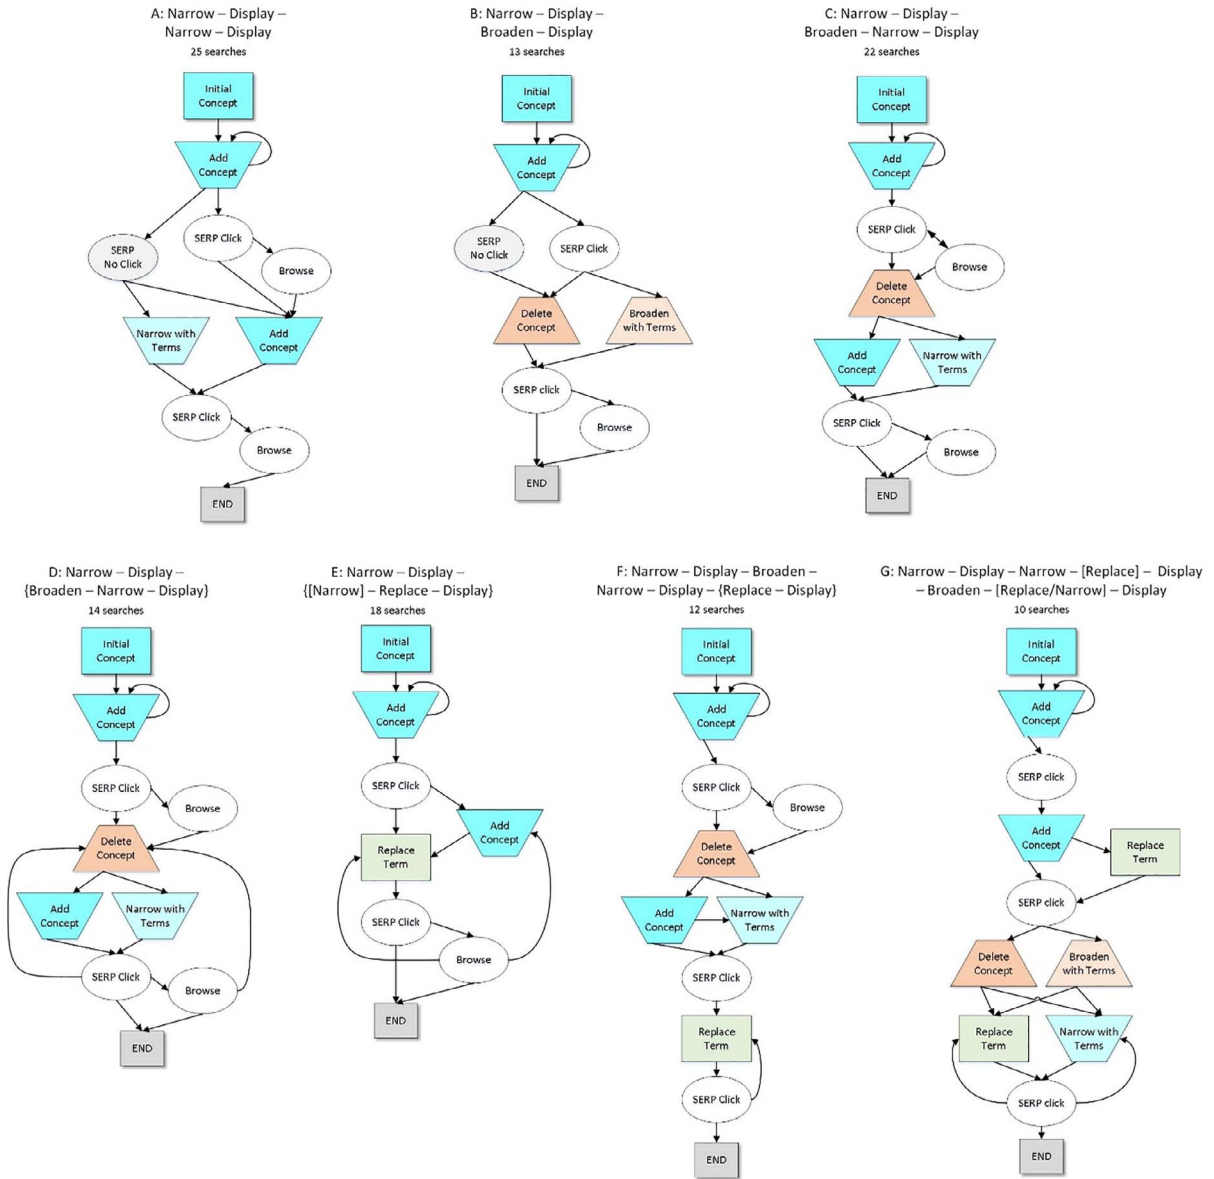 A: Narrow – Display –
Narrow – Display
25 searches
Initial
Concept
Add
Concept
SERP
No Click
SERP Click
Browse
Narrow with
Terms
Add
Concept
SERP Click
Browse
END
B: Narrow – Display –
Broaden – Display
13 searches
Initial
Concept
Add
Concept
SERP
No Click
SERP Click
Delete
Concept
Broaden
with Terms
SERP click
Browse
END
C: Narrow – Display –
Broaden – Narrow – Display
22 searches
Initial
Concept
Add
Concept
SERP Click
Browse
Delete
Concept
Add
Concept
Narrow with
Terms
SERP Click
Browse
END
D: Narrow – Display –
{Broaden – Narrow – Display}
14 searches
Initial
Concept
Add
Concept
SERP Click
Browse
Delete
Concept
Add
Concept
Narrow with
Terms
SERP Click
Browse
END
E: Narrow – Display –
{[Narrow] – Replace – Display}
18 searches
Initial
Concept
Add
Concept
SERP Click
Add
Concept
Replace
Term
SERP Click
Browse
END
F: Narrow – Display – Broaden –
Narrow – Display – {Replace – Display}
12 searches
Initial
Concept
Add
Concept
SERP Click
Browse
Delete
Concept
Add
Concept
Narrow with
Terms
SERP Click
Replace
Term
SERP Click
END
G: Narrow – Display – Narrow – [Replace] – Display
– Broaden – [Replace/Narrow] – Display
10 searches
Initial
Concept
Add
Concept
SERP click
Add
Concept
Replace
Term
SERP click
Delete
Concept
Broaden
with Terms
Replace
Term
Narrow with
Terms
SERP click
END